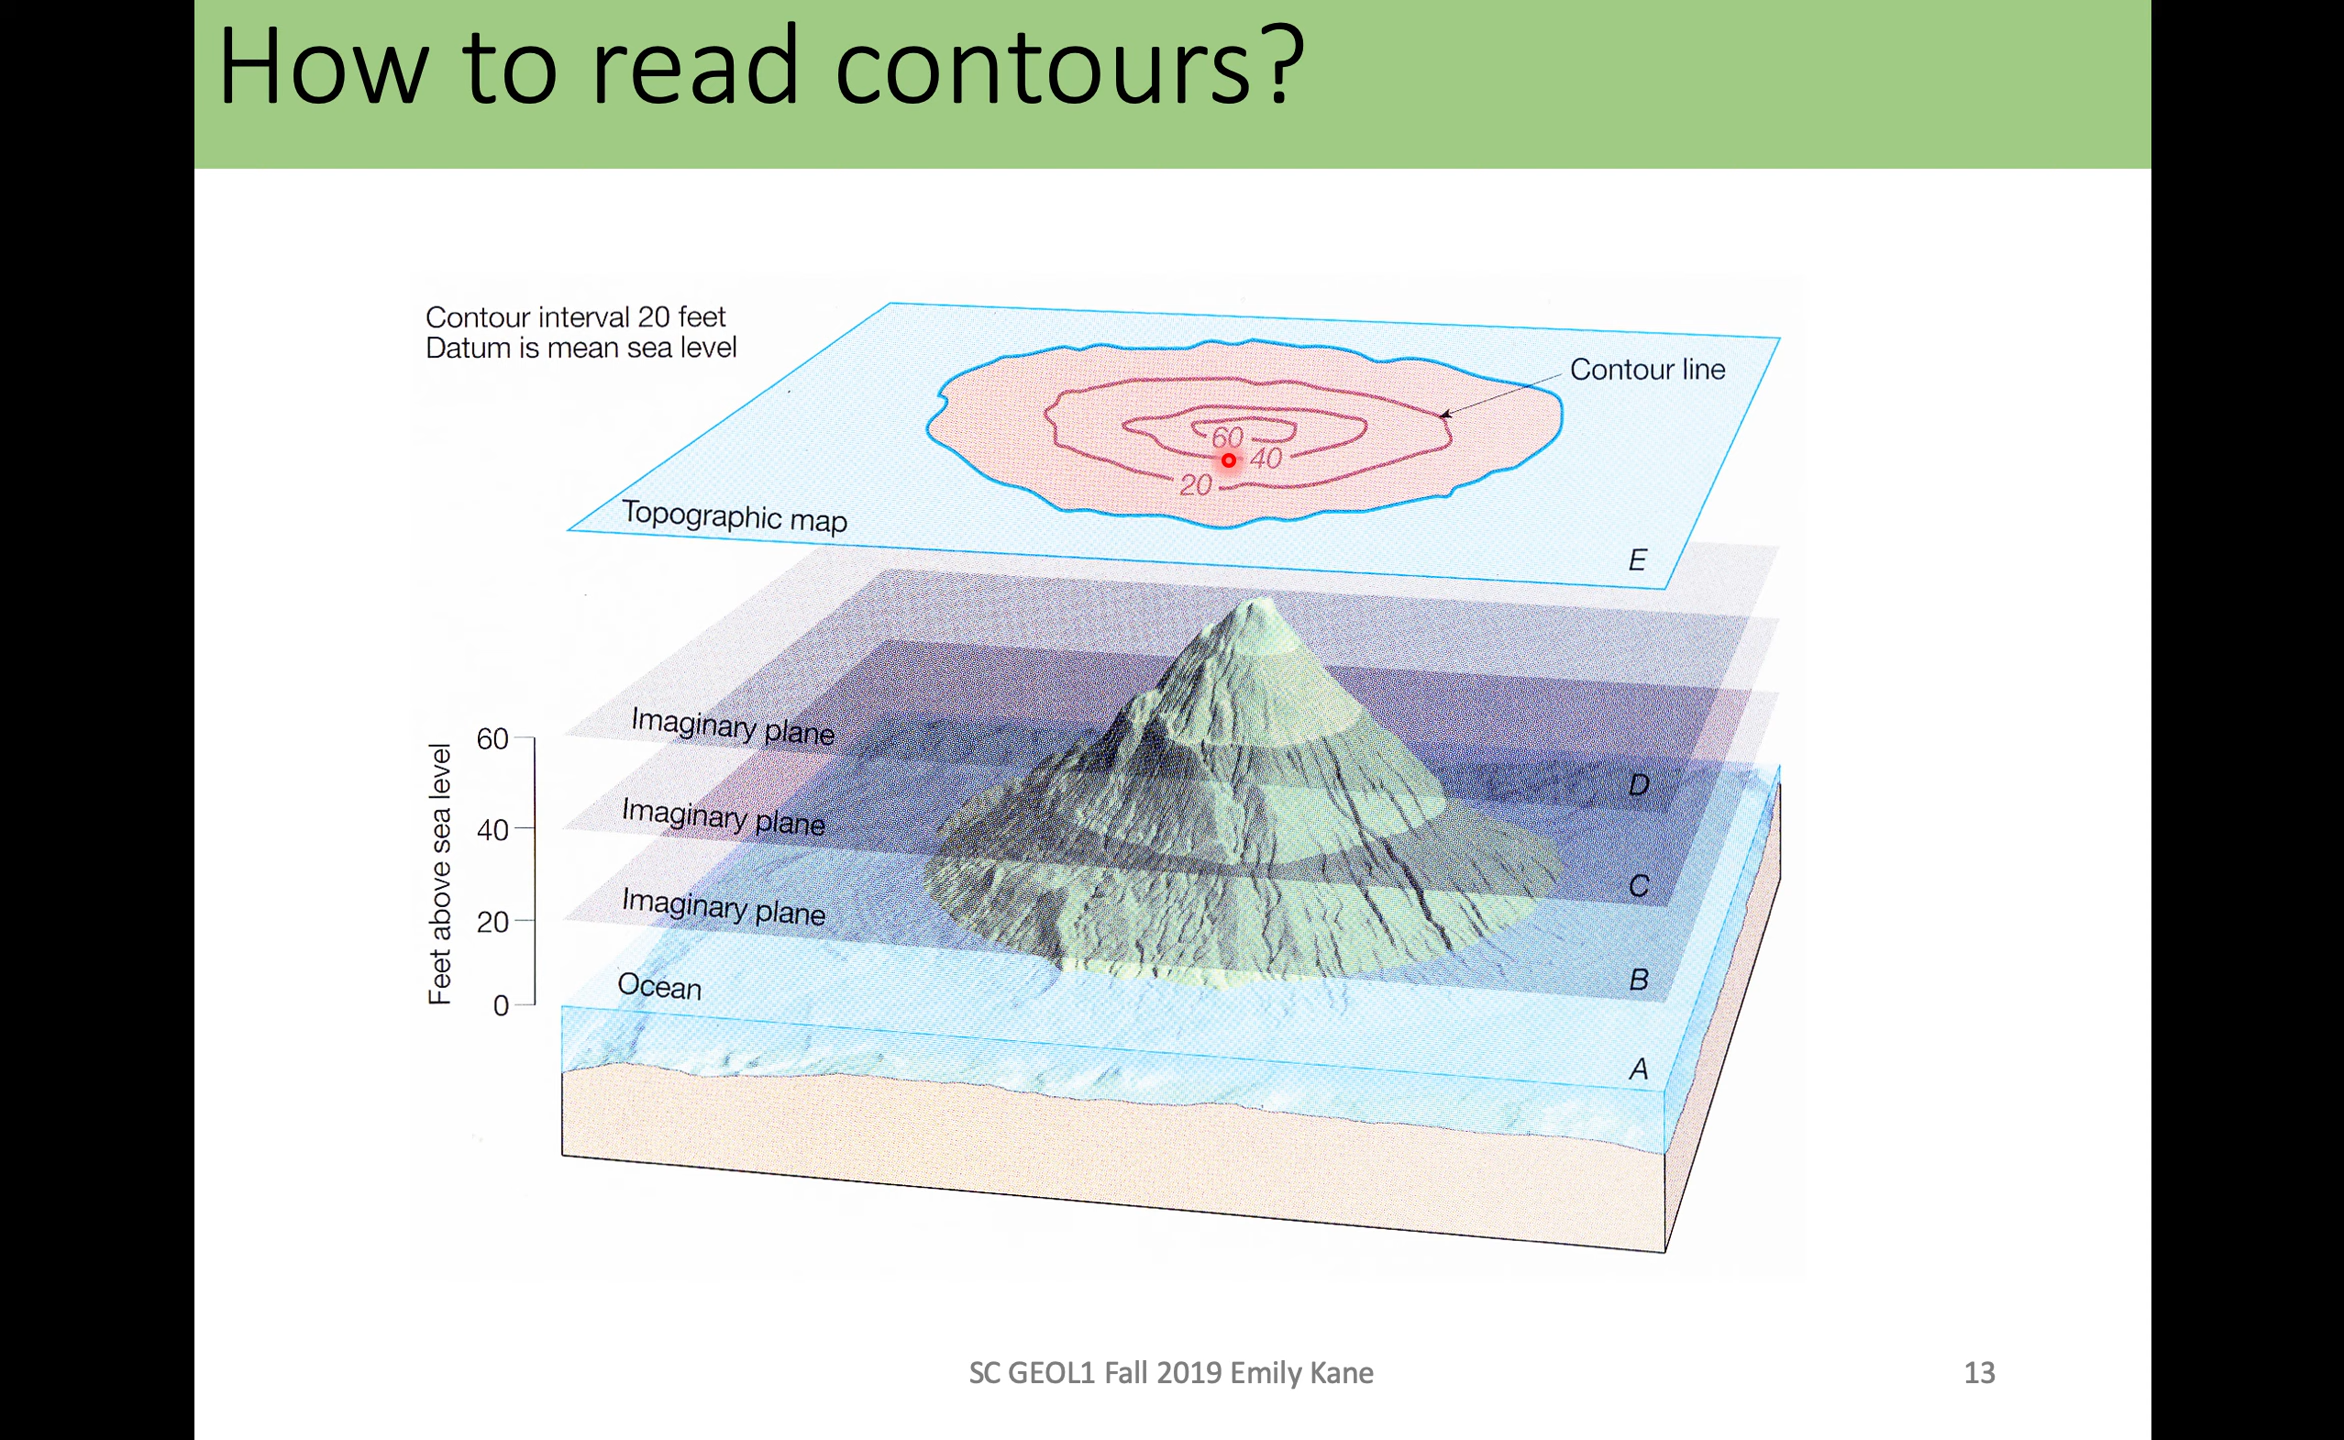 How to read contours?
Contour interval 20 feet
Datum is mean sea level
Contour line
60
40
20
Topographic map
E
Imaginary plane
60
D
Imaginary plane
40
C
Imaginary plane
20
B
Feet above sea level
Ocean
0
A
SC GEOL1 Fall 2019 Emily Kane
13